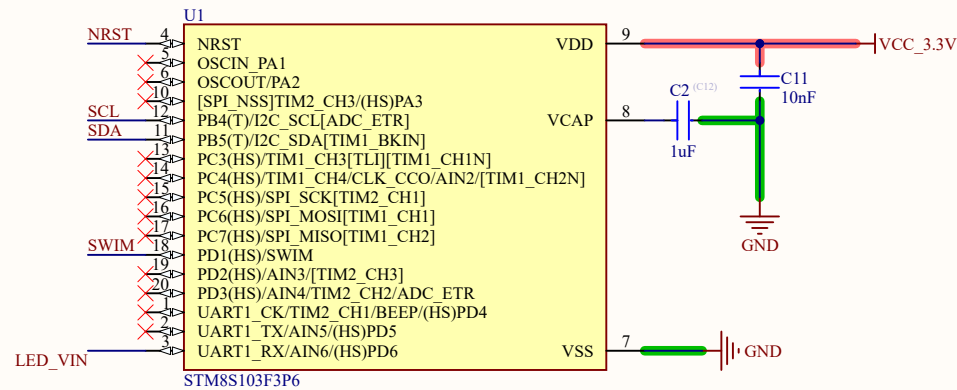 U1
NRST 4 NRST VDD 9 VCC_3.3V
5 OSCIN_PA1
6 OSCOUT/PA2
C11
10nF
10 [SPI_NSS]TIM2_CH3/(HS)PA3
C2 (C12)
SCL 12 PB4(T)/I2C_SCL[ADC_ETR] VCAP 8
SDA 11 PB5(T)/I2C_SDA[TIM1_BKIN]
1uF
13 PC3(HS)/TIM1_CH3[TLI][TIM1_CH1N]
14 PC4(HS)/TIM1_CH4/CLK_CCO/AIN2/[TIM1_CH2N]
15 PC5(HS)/SPI_SCK[TIM2_CH1]
16 PC6(HS)/SPI_MOSI[TIM1_CH1]
17 PC7(HS)/SPI_MISO[TIM1_CH2]
GND
SWIM 18 PD1(HS)/SWIM
19 PD2(HS)/AIN3/[TIM2_CH3]
20 PD3(HS)/AIN4/TIM2_CH2/ADC_ETR
1 UART1_CK/TIM2_CH1/BEEP/(HS)PD4
2 UART1_TX/AIN5/(HS)PD5
LED_VIN 3 UART1_RX/AIN6/(HS)PD6 VSS 7 GND
STM8S103F3P6